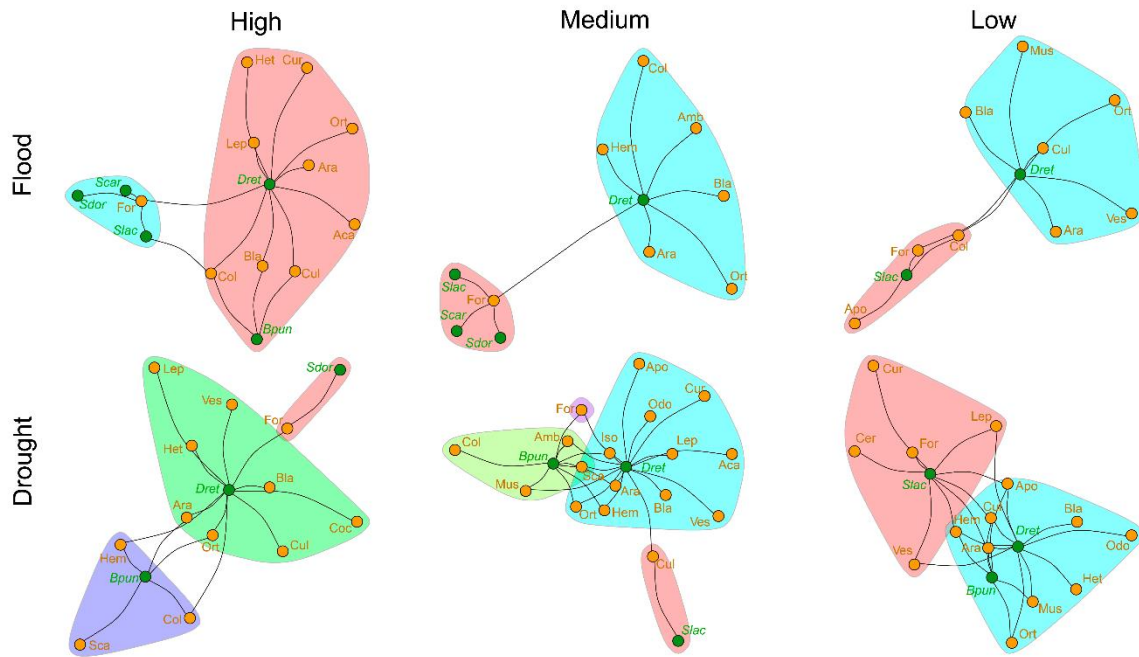 High
Medium
Low
Flood
Het
Cur
Ort
Lep
Ara
Dret
Scar
Sdor
For
Slac
Aca
Col
Bla
Cul
Bpun
Col
Amb
Hem
Bla
Dret
Ara
Ort
Slac
For
Scar
Sdor
Mus
Bla
Ort
Cul
Dret
Ves
Ara
Col
For
Slac
Apo
Drought
Lep
Sdor
Ves
For
Het
Bla
Dret
Ara
Coc
Ort
Cul
Hem
Bpun
Col
Sca
Apo
Cur
For
Odo
Col
Amb
Iso
Lep
Bpun
Sca
Dret
Aca
Mus
Ara
Bla
Ort
Hem
Ves
Cul
Slac
Cur
Lep
Cer
For
Slac
Apo
Cur
Hem
Bla
Dret
Odo
Ves
Ara
Bpun
Het
Mus
Ort